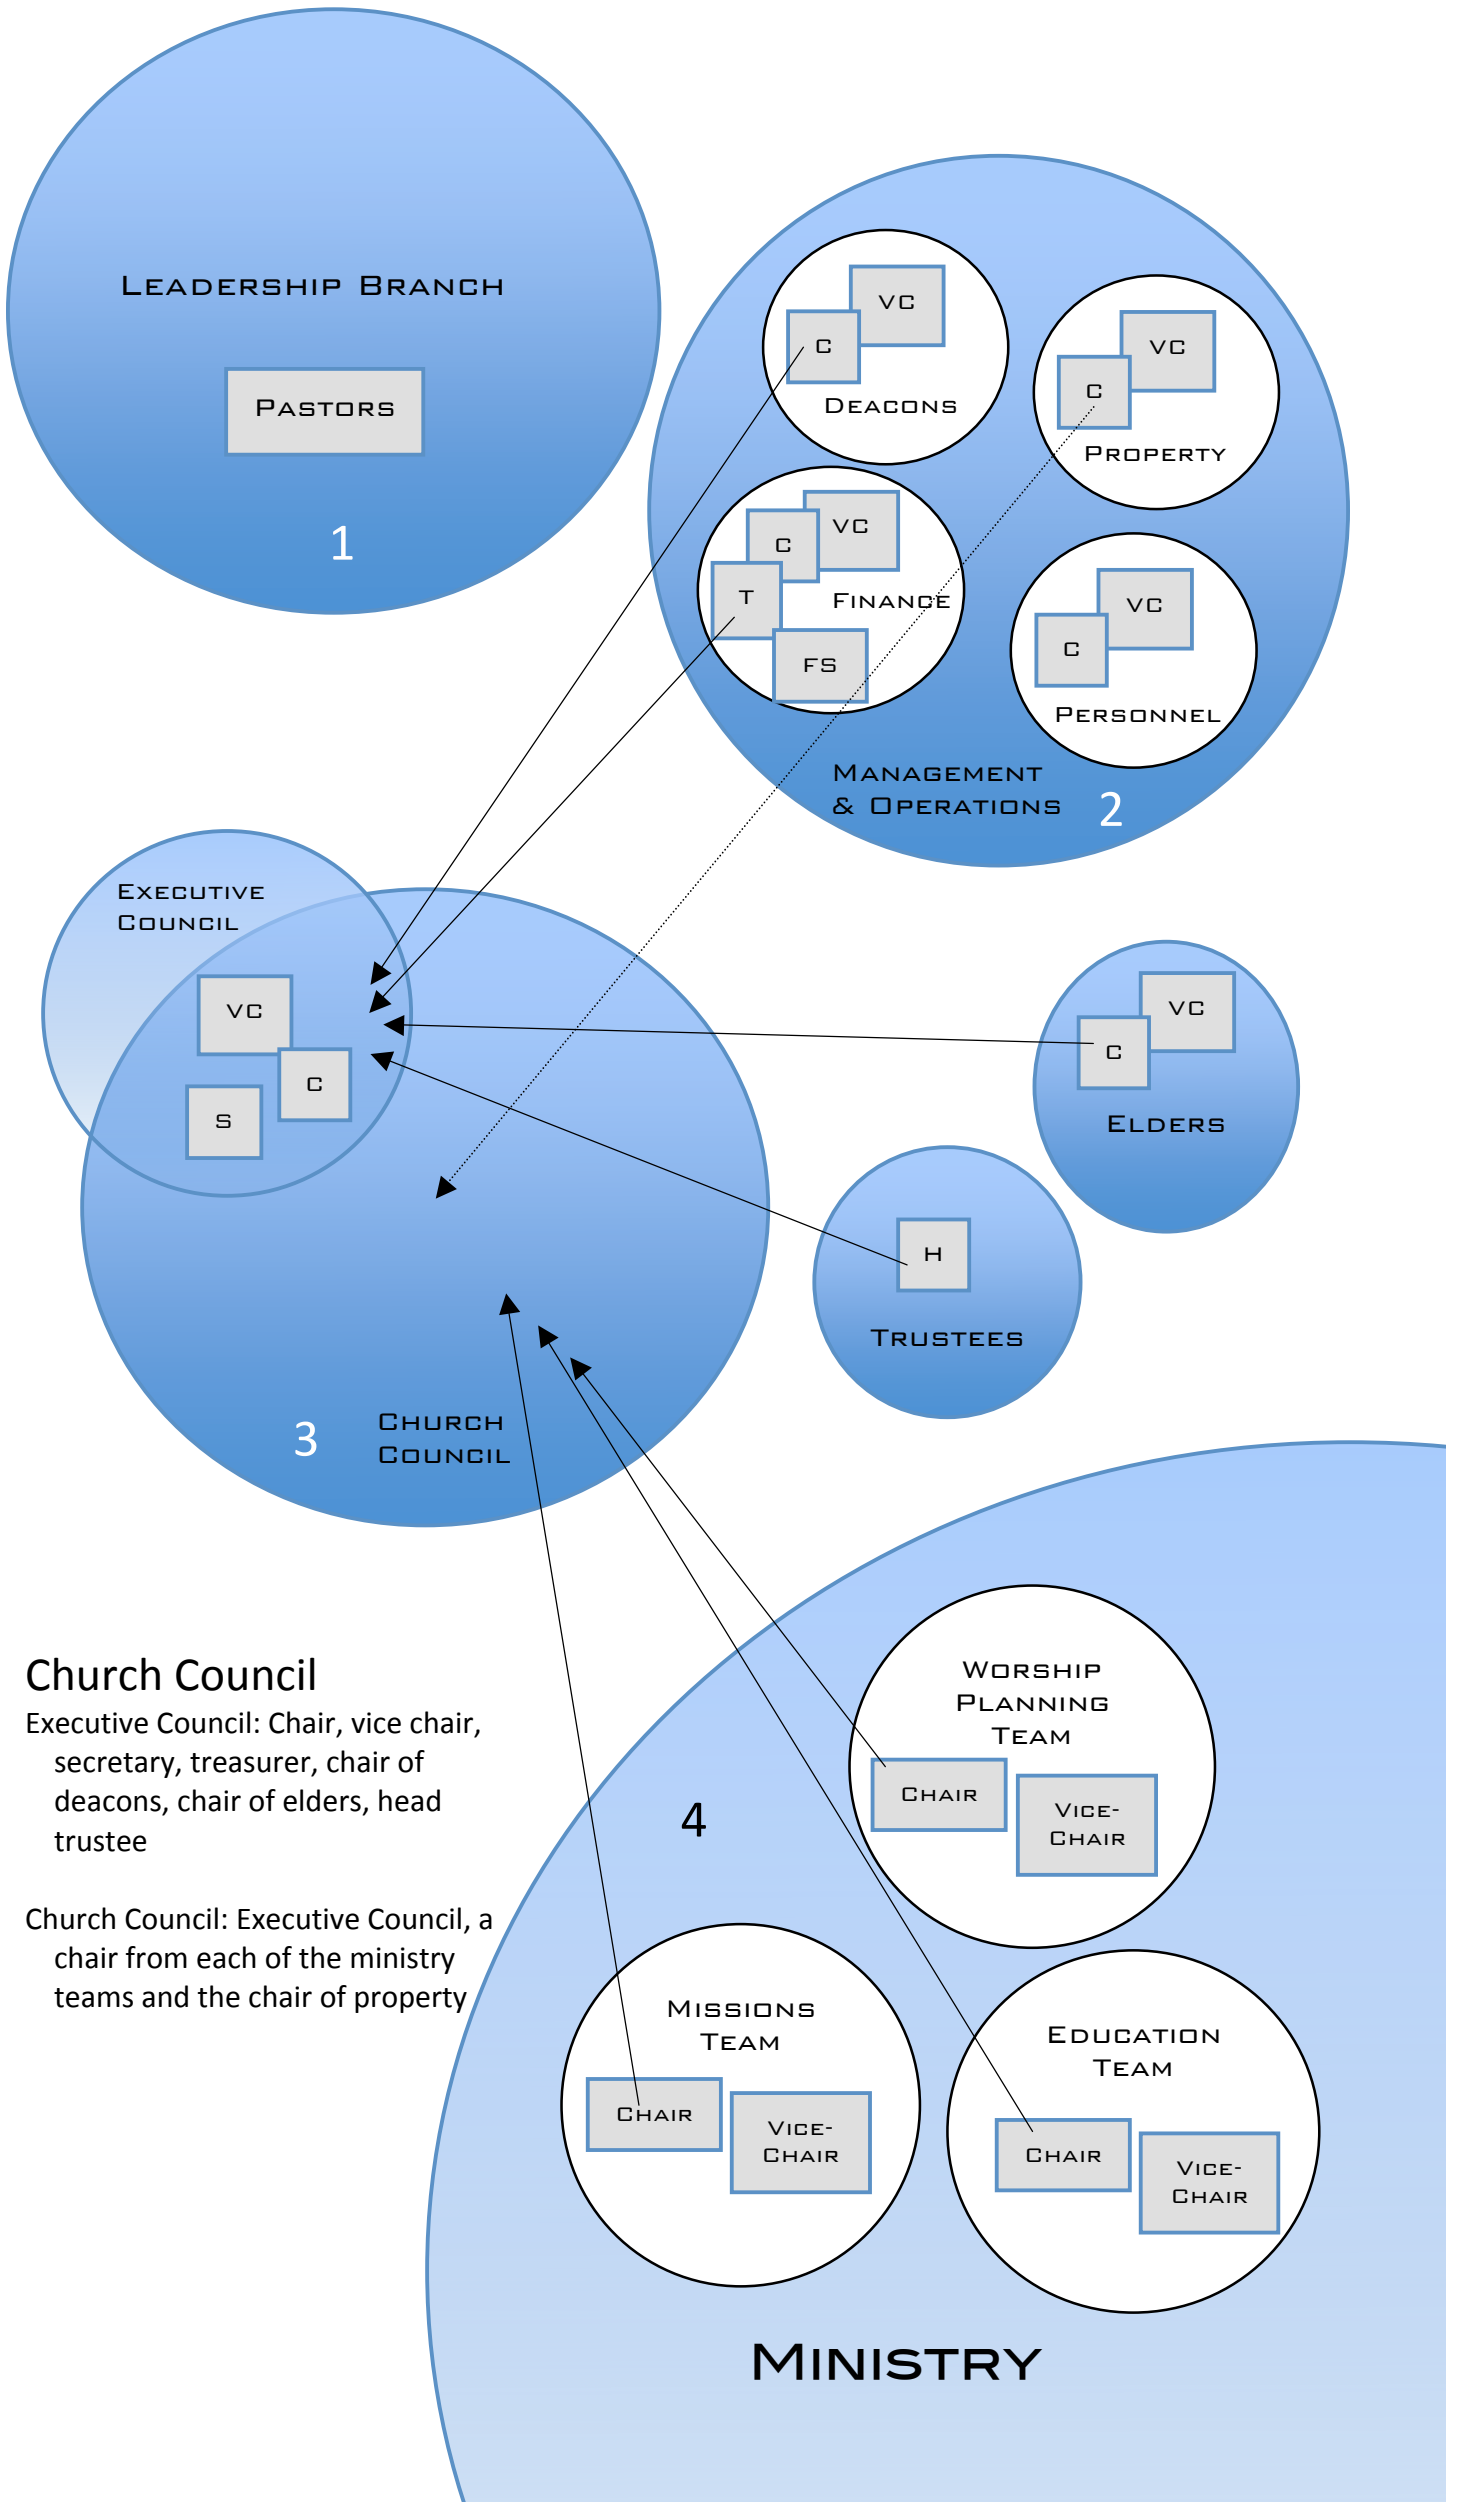 Leadership Branch
Pastors
1
VC
C
Deacons
VC
C
Property
VC
C
T
Finance
FS
VC
C
Personnel
Management
& Operations
2
Executive
Council
VC
C
S
VC
C
Elders
H
Trustees
3
Church
Council
Church Council
Executive Council: Chair, vice chair,
secretary, treasurer, chair of
deacons, chair of elders, head
trustee
Church Council: Executive Council, a
chair from each of the ministry
teams and the chair of property
4
Worship
Planning
Team
Chair
Vice-
Chair
Missions
Team
Chair
Vice-
Chair
Education
Team
Chair
Vice-
Chair
Ministry